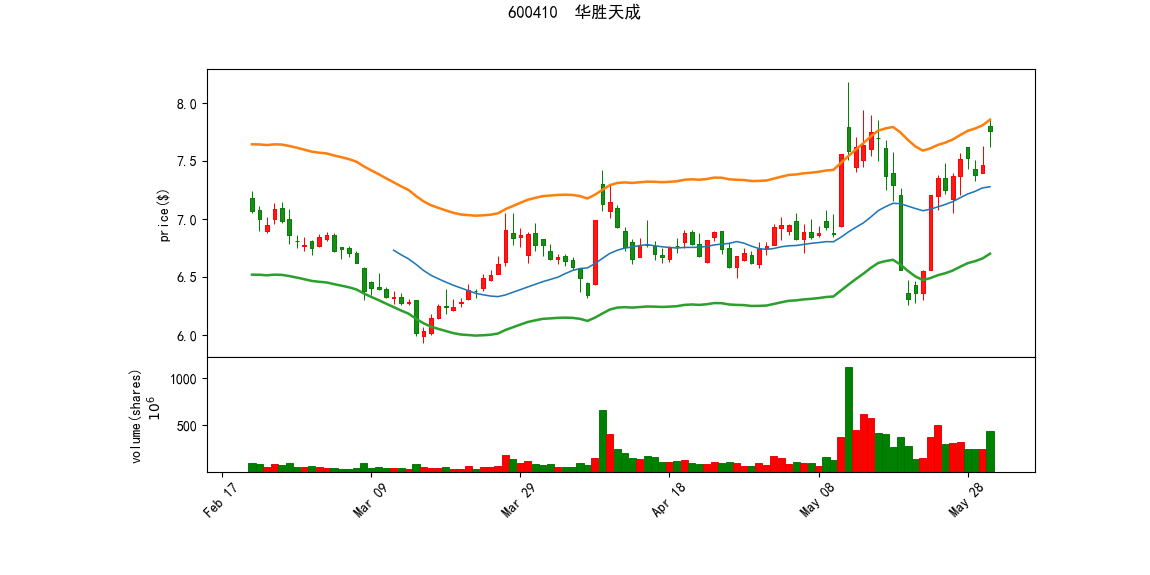 600410 华胜天成
price($)
8.0
7.5
7.0
6.5
6.0
volume(shares)
10^6
1000
500
Feb 17
Mar 09
Mar 29
Apr 18
May 08
May 28